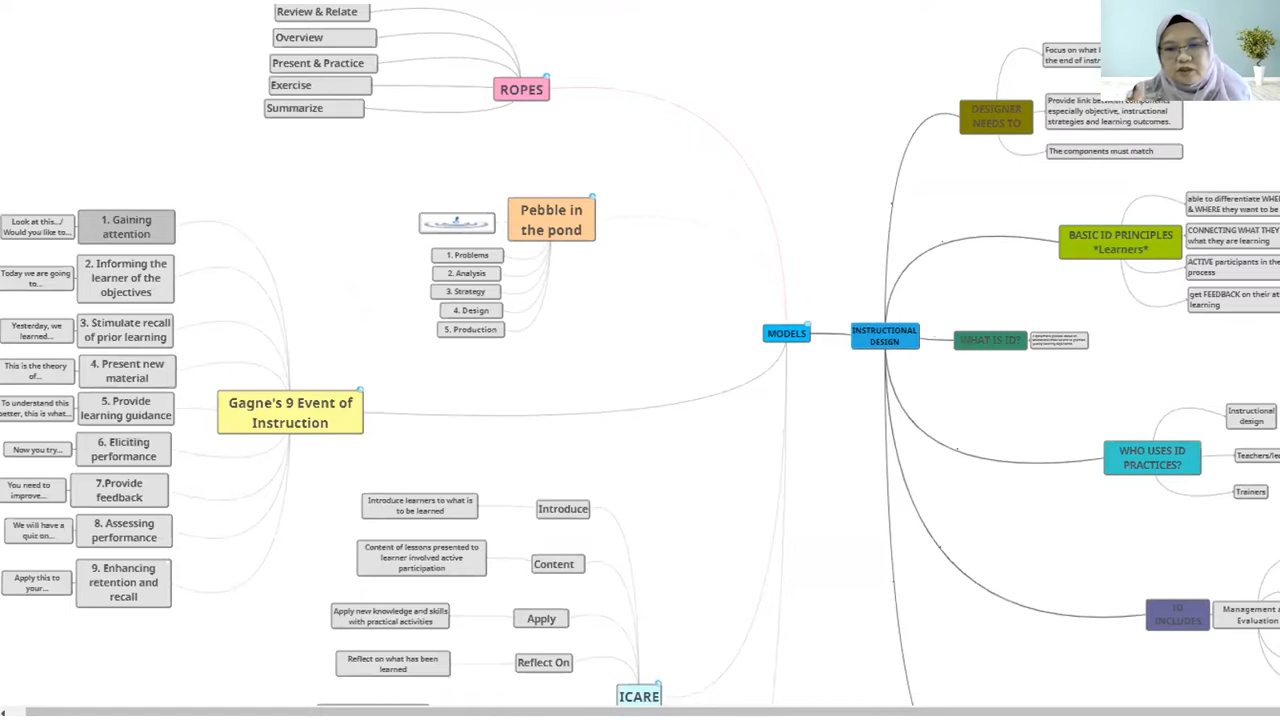 Review & Relate
Overview
Present & Practice
Exercise
Summarize
ROPES
Pebble in
the pond
1. Problems
2. Analysis
3. Strategy
4. Design
5. Production
Look at this.../
Would you like to...
1. Gaining
attention
Today we are going
to...
2. Informing the
learner of the
objectives
Yesterday, we
learned...
3. Stimulate recall
of prior learning
This is the theory
of...
4. Present new
material
To understand this
better, this is what...
5. Provide
learning guidance
Now you try...
6. Eliciting
performance
You need to
improve...
7.Provide
feedback
We will have a
quiz on...
8. Assessing
performance
Apply this to
your...
9. Enhancing
retention and
recall
Gagne's 9 Event of
Instruction
Introduce learners to what is
to be learned
Introduce
Content of lessons presented to
learner involved active
participation
Content
Apply new knowledge and skills
with practical activities
Apply
Reflect on what has been
learned
Reflect On
ICARE
MODELS
INSTRUCTIONAL
DESIGN
DESIGNER
NEEDS TO
Focus on what
the end of
Provide link between components
especially objective, instructional
strategies and learning outcomes.
The components must match
BASIC ID PRINCIPLES
*Learners*
able to differentiate
& WHERE they want to be
CONNECTING WHAT THEY
what they are learning
ACTIVE participants in the
process
get FEEDBACK on their
learning
WHAT IS ID?
WHO USES ID
PRACTICES?
Instructional
design
Trainers
ID
INCLUDES
Management
Evaluation